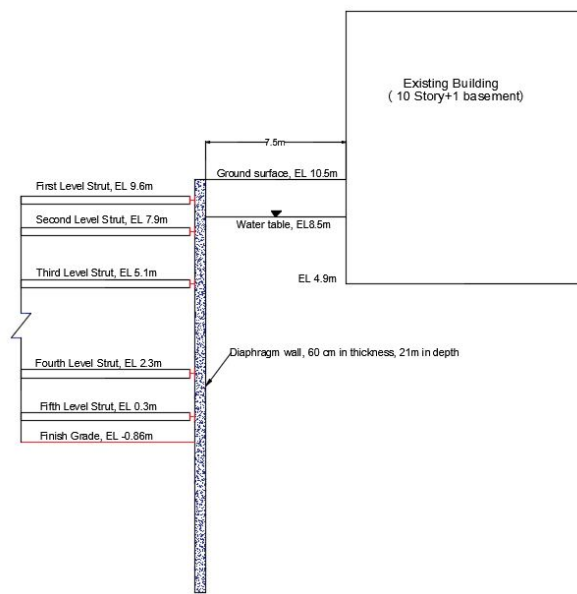 Existing Building
( 10 Story+1 basement)
7.5m
Ground surface, EL 10.5m
First Level Strut, EL 9.6m
Second Level Strut, EL 7.9m
Water table, EL8.5m
Third Level Strut, EL 5.1m
EL 4.9m
Diaphragm wall, 60 cm in thickness, 21m in depth
Fourth Level Strut, EL 2.3m
Fifth Level Strut, EL 0.3m
Finish Grade, EL -0.86m